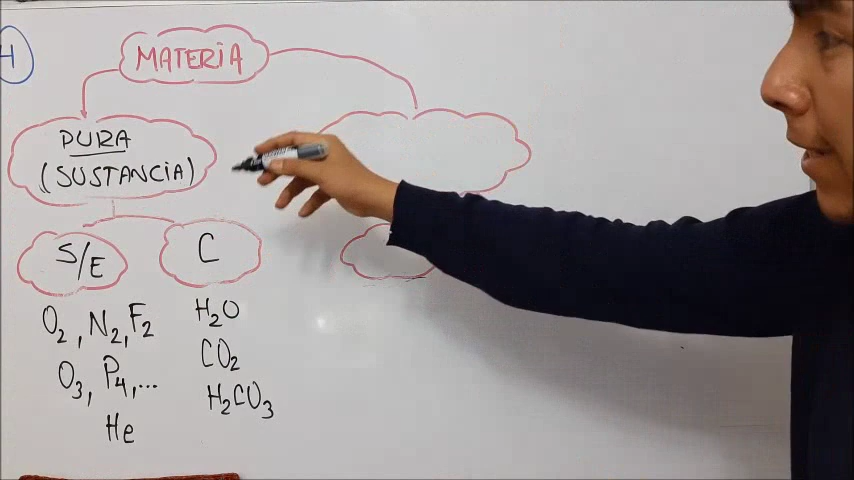 H
MATERIA
PURA
(SUSTANCIA)
S/E
C
O₂, N₂, F₂
O₃, P₄,...
He
H₂O
CO₂
H₂CO₃